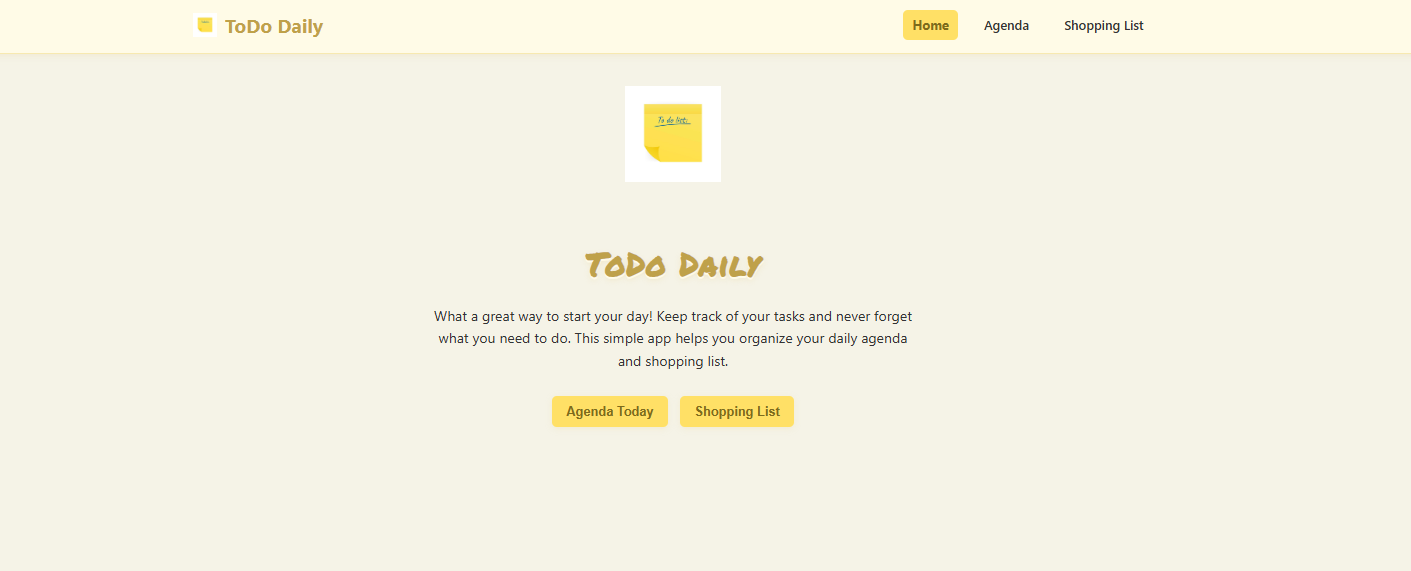 ToDo Daily
Home
Agenda
Shopping List
To do lists
ToDo Daily
What a great way to start your day! Keep track of your tasks and never forget
what you need to do. This simple app helps you organize your daily agenda
and shopping list.
Agenda Today
Shopping List